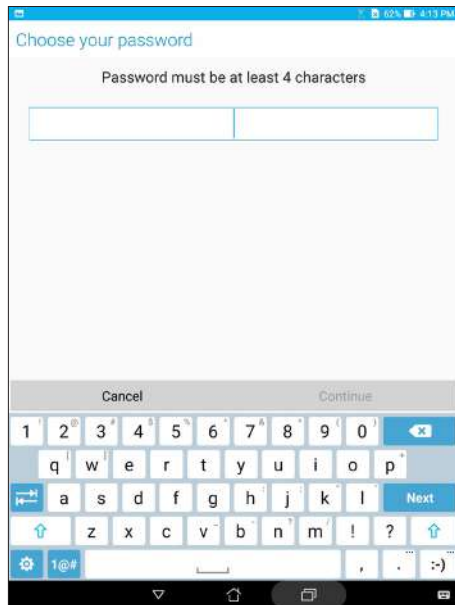 62% 4:13 PM
Choose your password
Password must be at least 4 characters
Cancel Continue
1 ! 2 @ 3 # 4 $ 5 % 6 ^ 7 & 8 * 9 ( 0 )
q w e r t y u i o p
a s d f g h j k l Next
z x c v b n m ! ?
1@# , . :-)